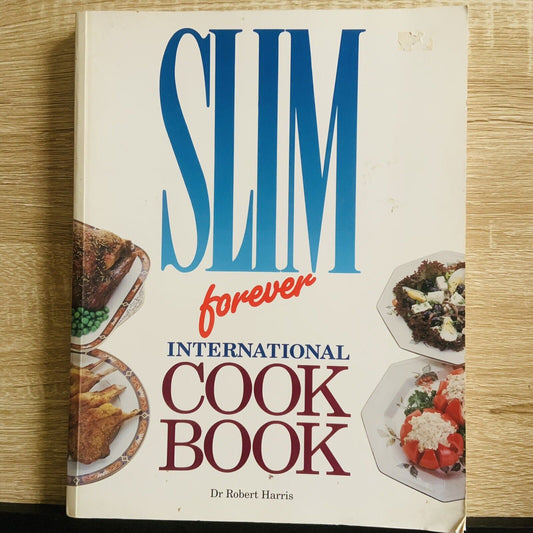 SLIM
forever
INTERNATIONAL
COOK
BOOK
Dr Robert Harris